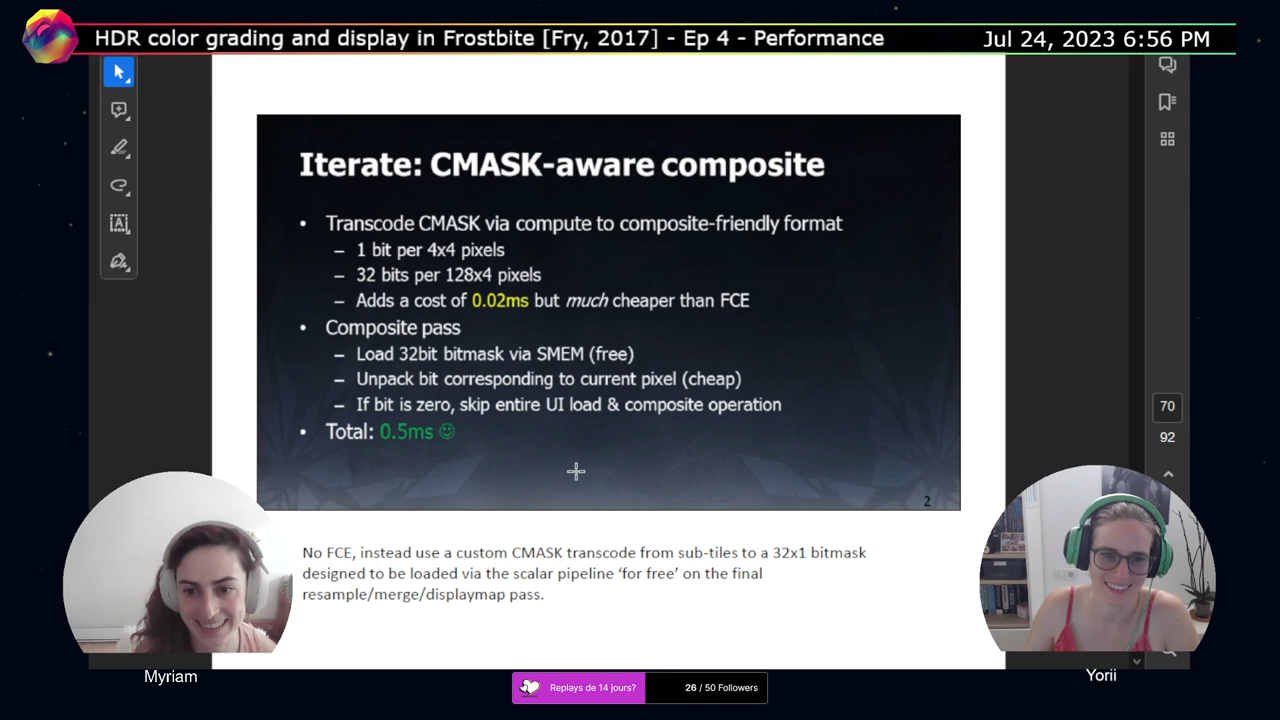 HDR color grading and display in Frostbite [Fry, 2017] - Ep 4 - Performance
Jul 24, 2023 6:56 PM
Iterate: CMASK-aware composite
• Transcode CMASK via compute to composite-friendly format
– 1 bit per 4x4 pixels
– 32 bits per 128x4 pixels
– Adds a cost of 0.02ms but much cheaper than FCE
• Composite pass
– Load 32bit bitmask via SMEM (free)
– Unpack bit corresponding to current pixel (cheap)
– If bit is zero, skip entire UI load & composite operation
• Total: 0.5ms ☺
2
70
92
No FCE, instead use a custom CMASK transcode from sub-tiles to a 32x1 bitmask
designed to be loaded via the scalar pipeline ‘for free’ on the final
resample/merge/displaymap pass.
Myriam
Yorii
Replays de 14 jours?
26 / 50 Followers